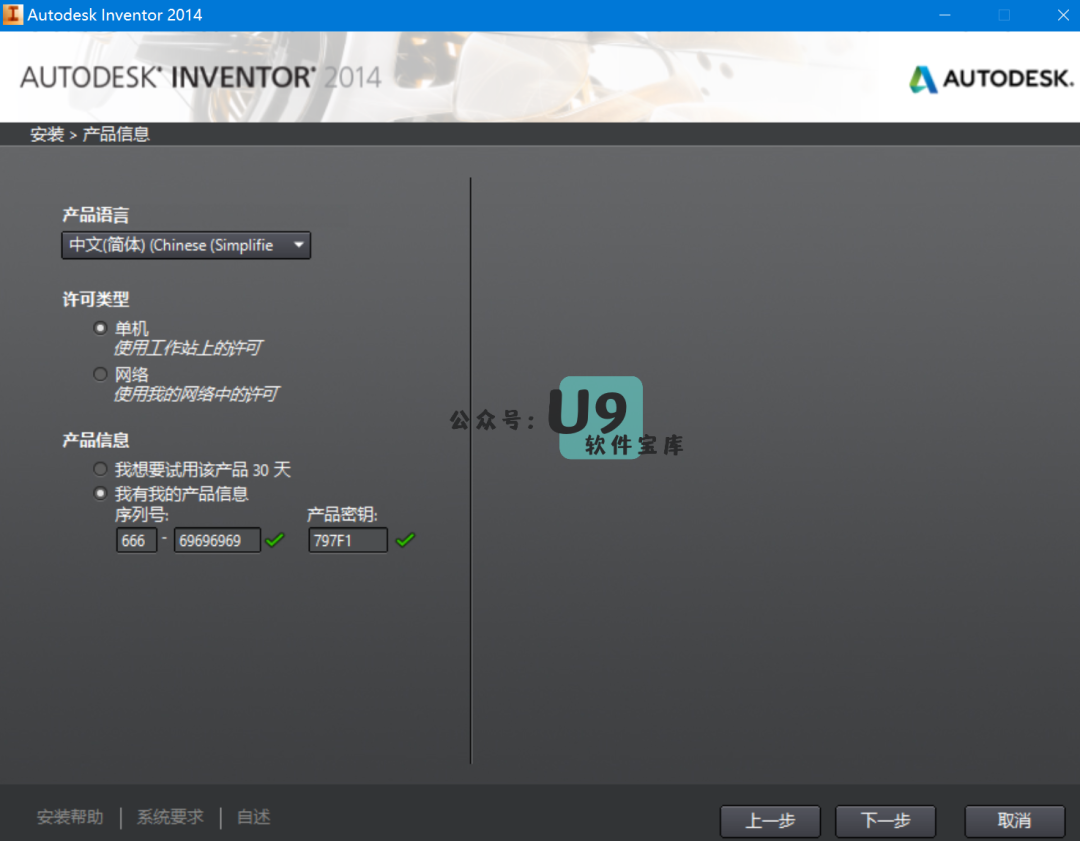 Autodesk Inventor 2014
AUTODESK® INVENTOR® 2014
AUTODESK.
安装 > 产品信息
产品语言
中文(简体) (Chinese (Simplifie
许可类型
单机
使用工作站上的许可
网络
使用我的网络中的许可
产品信息
我想要试用该产品 30 天
我有我的产品信息
序列号: 产品密钥:
666 - 69696969 797F1
公众号: U9
软件宝库
安装帮助 | 系统要求 | 自述 上一步 下一步 取消